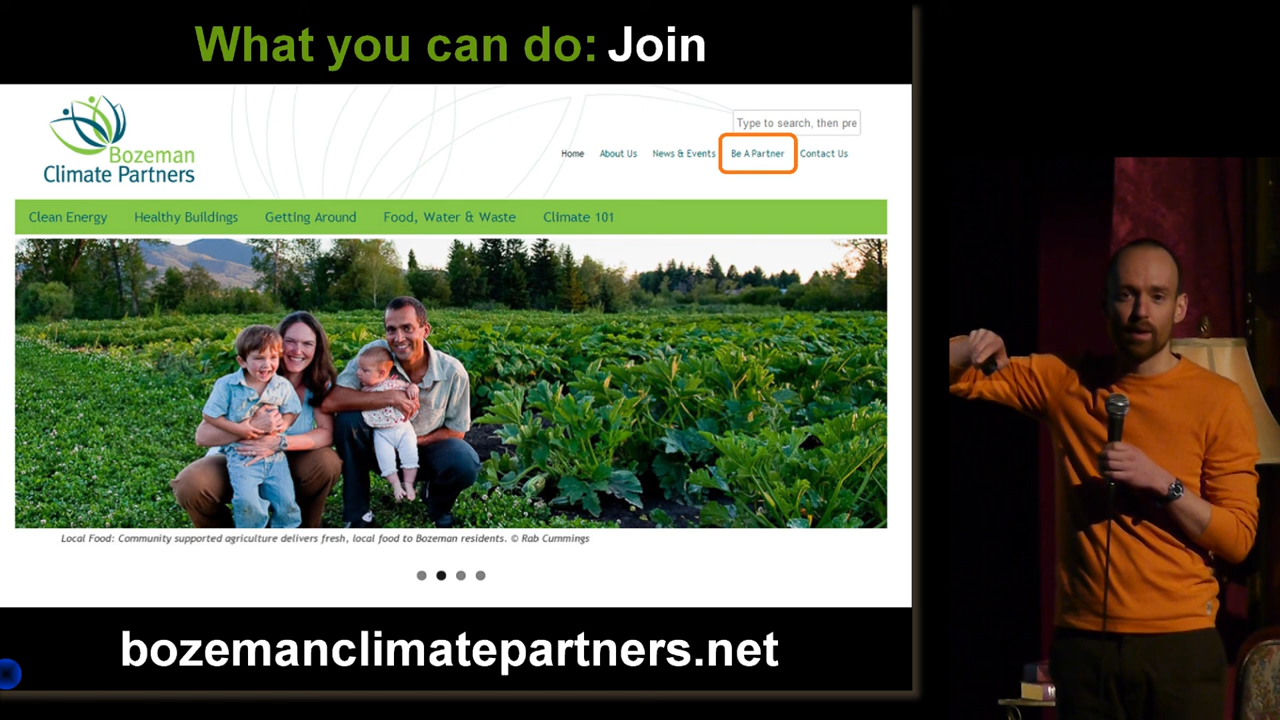 What you can do: Join
Bozeman
Climate Partners
Type to search, then pre
Home About Us News & Events Be A Partner Contact Us
Clean Energy Healthy Buildings Getting Around Food, Water & Waste Climate 101
Local Food: Community supported agriculture delivers fresh, local food to Bozeman residents. © Rab Cummings
bozemanclimatepartners.net